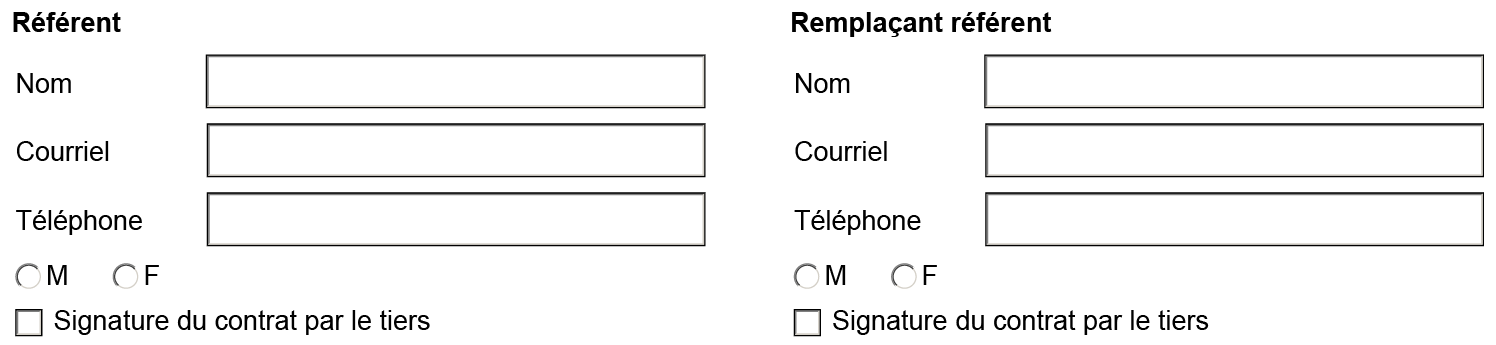 Référent
Nom
Courriel
Téléphone
M F
Signature du contrat par le tiers
Remplaçant référent
Nom
Courriel
Téléphone
M F
Signature du contrat par le tiers